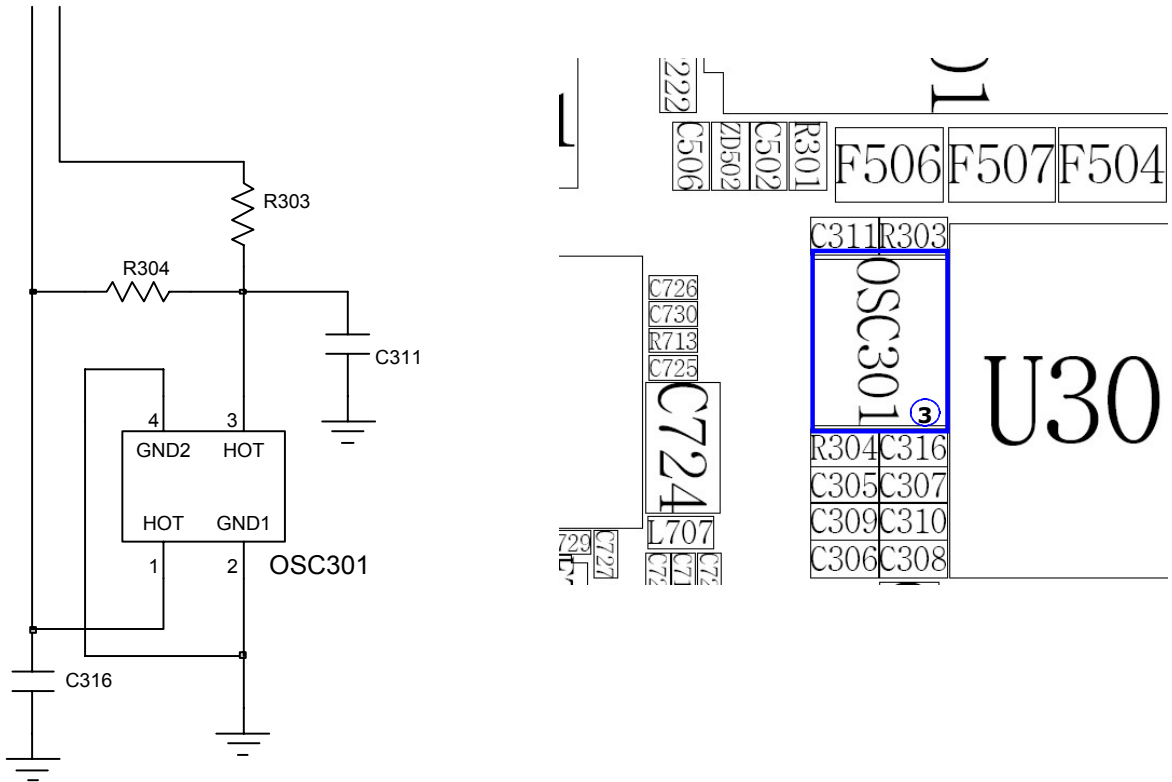 R303
R304
C311
4
3
GND2
HOT
HOT
GND1
1
2
OSC301
C316
C506
ZD502
C502
R301
F506
F507
F504
C311
R303
OSC301
3
U30
C726
C730
R713
C725
C724
L707
C727
R304
C316
C305
C307
C309
C310
C306
C308